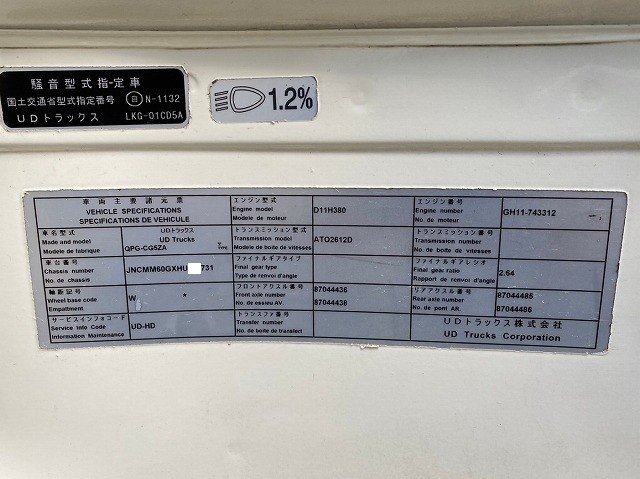 騒音型式指定車
国土交通省型式指定番号 自 N-1132
UDトラックス LKG-01CD5A
1.2%
車両主要諸元票
VEHICLE SPECIFICATIONS
SPECIFICATIONS DE VEHICULE
車名型式
Made and model
Modele de fabrique
UDトラックス
UD Trucks
QPG-CG5ZA
TYPE
車台番号
Chassis number
No. de chassis
JNCMM60GXHU 731
軸距記号
Wheel base code
Empattment
W *
サービスインフォコード
Service Info Code
Information Maintenance
UD-HD
エンジン型式
Engine model
Modele de moteur
D11H380
トランスミッション型式
Transmission model
Modele de boite de vitesses
ATO2612D
ファイナルギアタイプ
Final gear type
Type de renvoi d'angle
フロントアクスル番号
Front axle number
No. de essieu AV.
87044436
87044438
トランスファ番号
Transfer number
No. de boite de transfert
エンジン番号
Engine number
No. de moteur
GH11-743312
トランスミッション番号
Transmission number
No. de boite de vitesses
ファイナルギアレシオ
Final gear ratio
Rapport de renvoi d'angle
2.64
リアアクスル番号
Rear axle number
No. de pont AR.
87044485
87044486
UDトラックス株式会社
UD Trucks Corporation